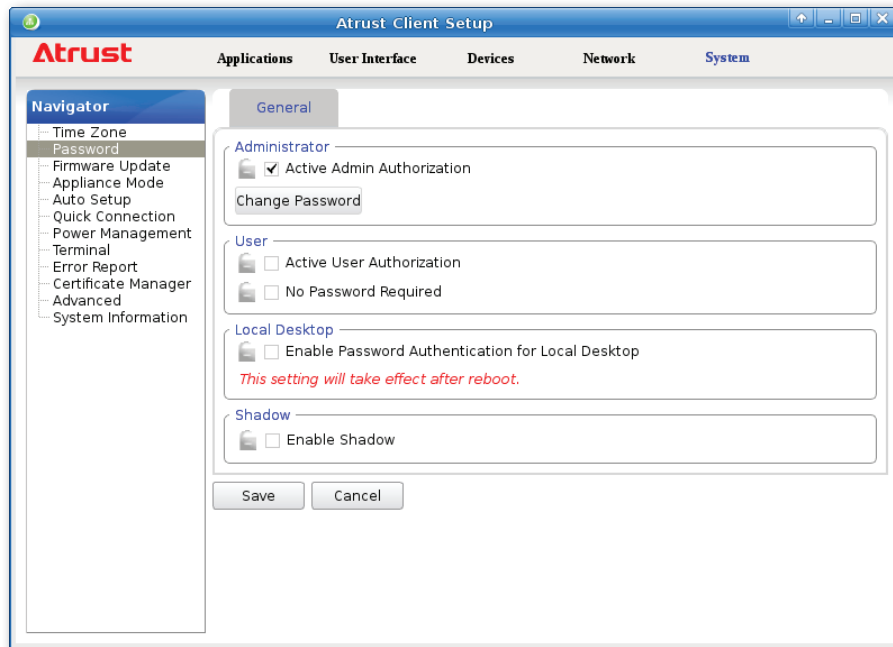 Atrust Client Setup
Atrust
Applications User Interface Devices Network System
Navigator
Time Zone
Password
Firmware Update
Appliance Mode
Auto Setup
Quick Connection
Power Management
Terminal
Error Report
Certificate Manager
Advanced
System Information
General
Administrator
Active Admin Authorization
Change Password
User
Active User Authorization
No Password Required
Local Desktop
Enable Password Authentication for Local Desktop
This setting will take effect after reboot.
Shadow
Enable Shadow
Save Cancel